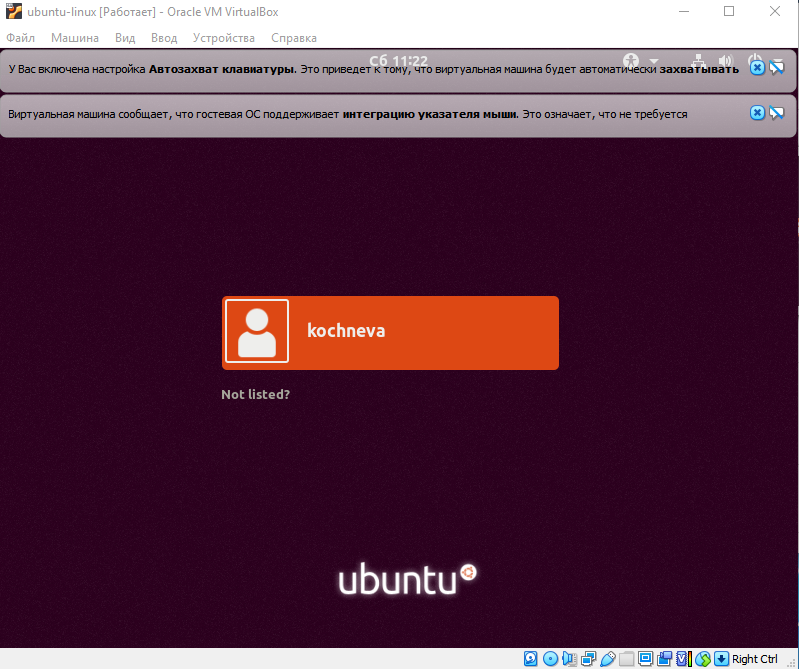 ubuntu-linux [Работает] - Oracle VM VirtualBox
Файл Машина Вид Ввод Устройства Справка
Сб 11:22
У Вас включена настройка Автозахват клавиатуры. Это приведет к тому, что виртуальная машина будет автоматически захватывать
Виртуальная машина сообщает, что гостевая ОС поддерживает интеграцию указателя мыши. Это означает, что не требуется
kochneva
Not listed?
ubuntu
Right Ctrl